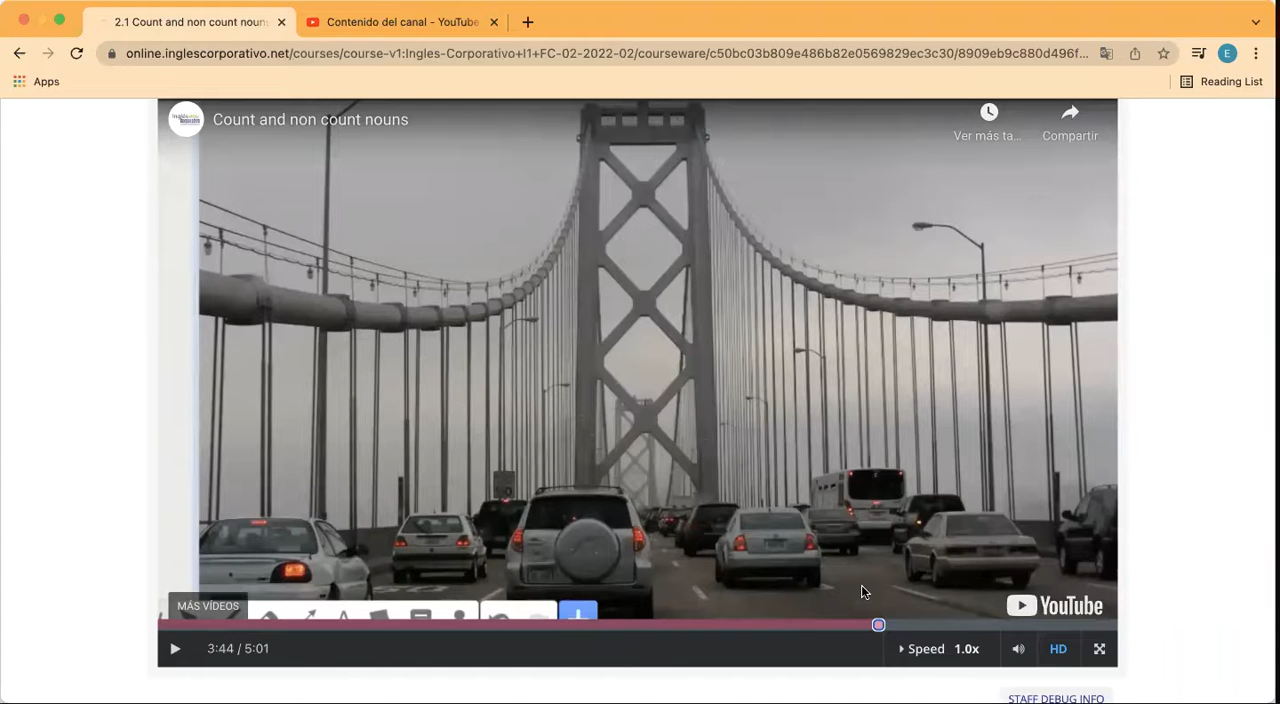 2.1 Count and non count nouns
Contenido del canal - YouTube
online.inglescorporativo.net/courses/course-v1:Ingles-Corporativo+I1+FC-02-2022-02/courseware/c50bc03b809e486b82e0569829ec3c30/8909eb9c880d496f...
E
Apps
Reading List
Count and non count nouns
Ver más ta...
Compartir
MÁS VÍDEOS
YouTube
3:44 / 5:01
Speed 1.0x
HD
STAFF DEBUG INFO